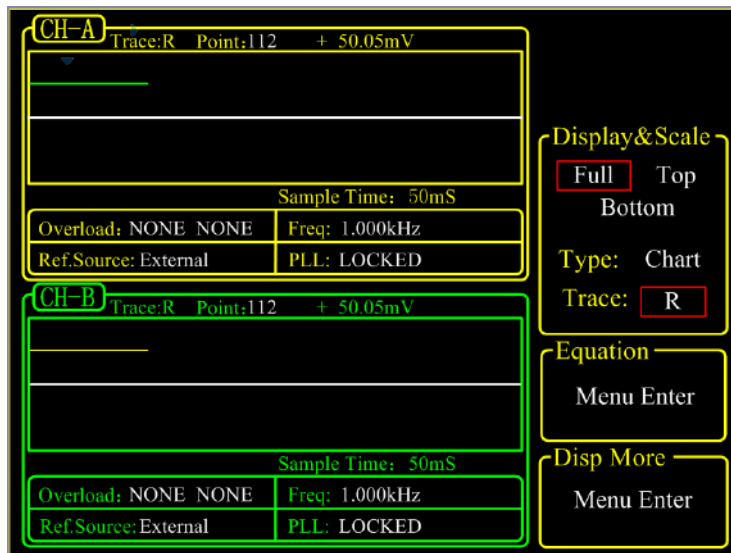 CH-A Trace:R Point:112 + 50.05mV
Sample Time: 50mS
Overload: NONE NONE Freq: 1.000kHz
Ref.Source: External PLL: LOCKED
CH-B Trace:R Point:112 + 50.05mV
Sample Time: 50mS
Overload: NONE NONE Freq: 1.000kHz
Ref.Source: External PLL: LOCKED
Display&Scale
Full Top
Bottom
Type: Chart
Trace: R
Equation
Menu Enter
Disp More
Menu Enter